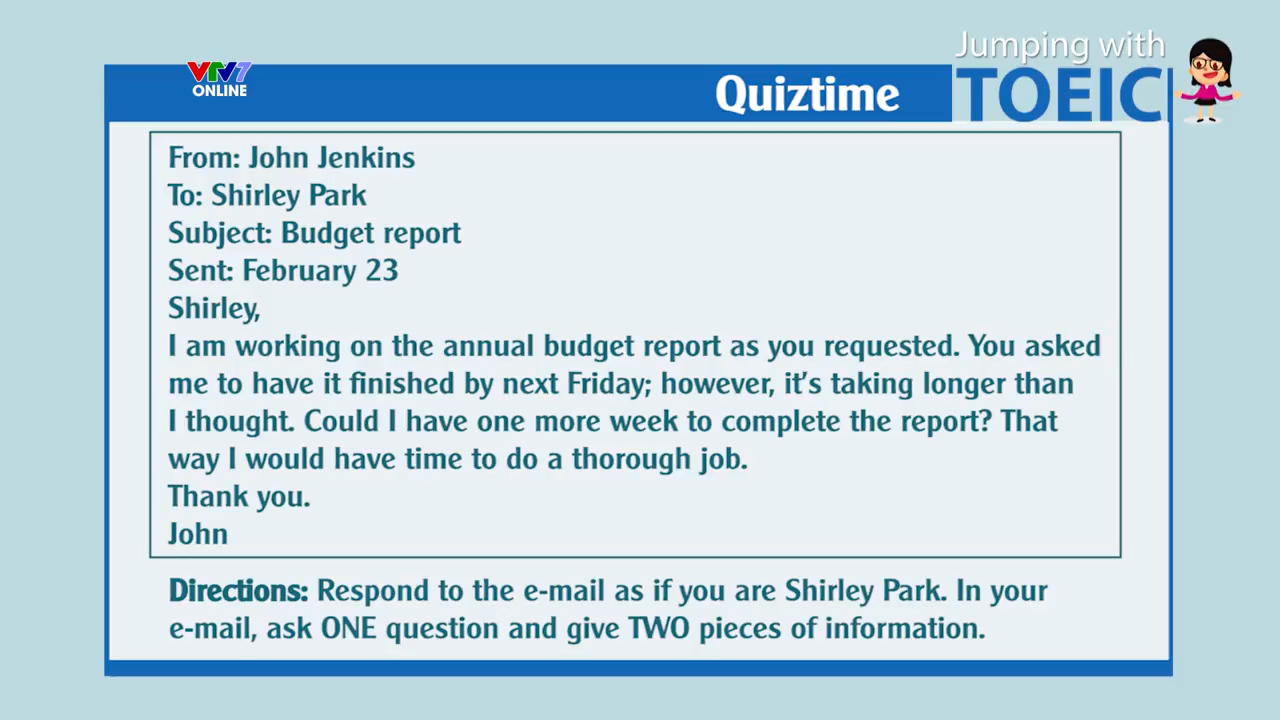 Jumping with
TOEIC
VTV7
ONLINE
Quiztime
From: John Jenkins
To: Shirley Park
Subject: Budget report
Sent: February 23
Shirley,
I am working on the annual budget report as you requested. You asked
me to have it finished by next Friday; however, it's taking longer than
I thought. Could I have one more week to complete the report? That
way I would have time to do a thorough job.
Thank you.
John
Directions: Respond to the e-mail as if you are Shirley Park. In your
e-mail, ask ONE question and give TWO pieces of information.